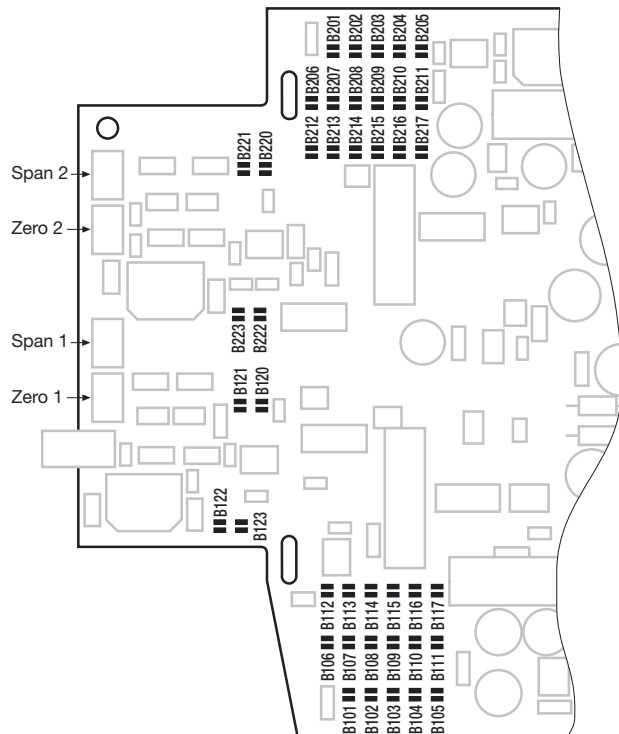 B201 B202 B203 B204 B205
B206 B207 B208 B209 B210 B211
B212 B213 B214 B215 B216 B217
B221 B220
Span 2
Zero 2
B223 B222
Span 1
B121 B120
Zero 1
B122
B123
B112 B113 B114 B115 B116 B117
B106 B107 B108 B109 B110 B111
B101 B102 B103 B104 B105